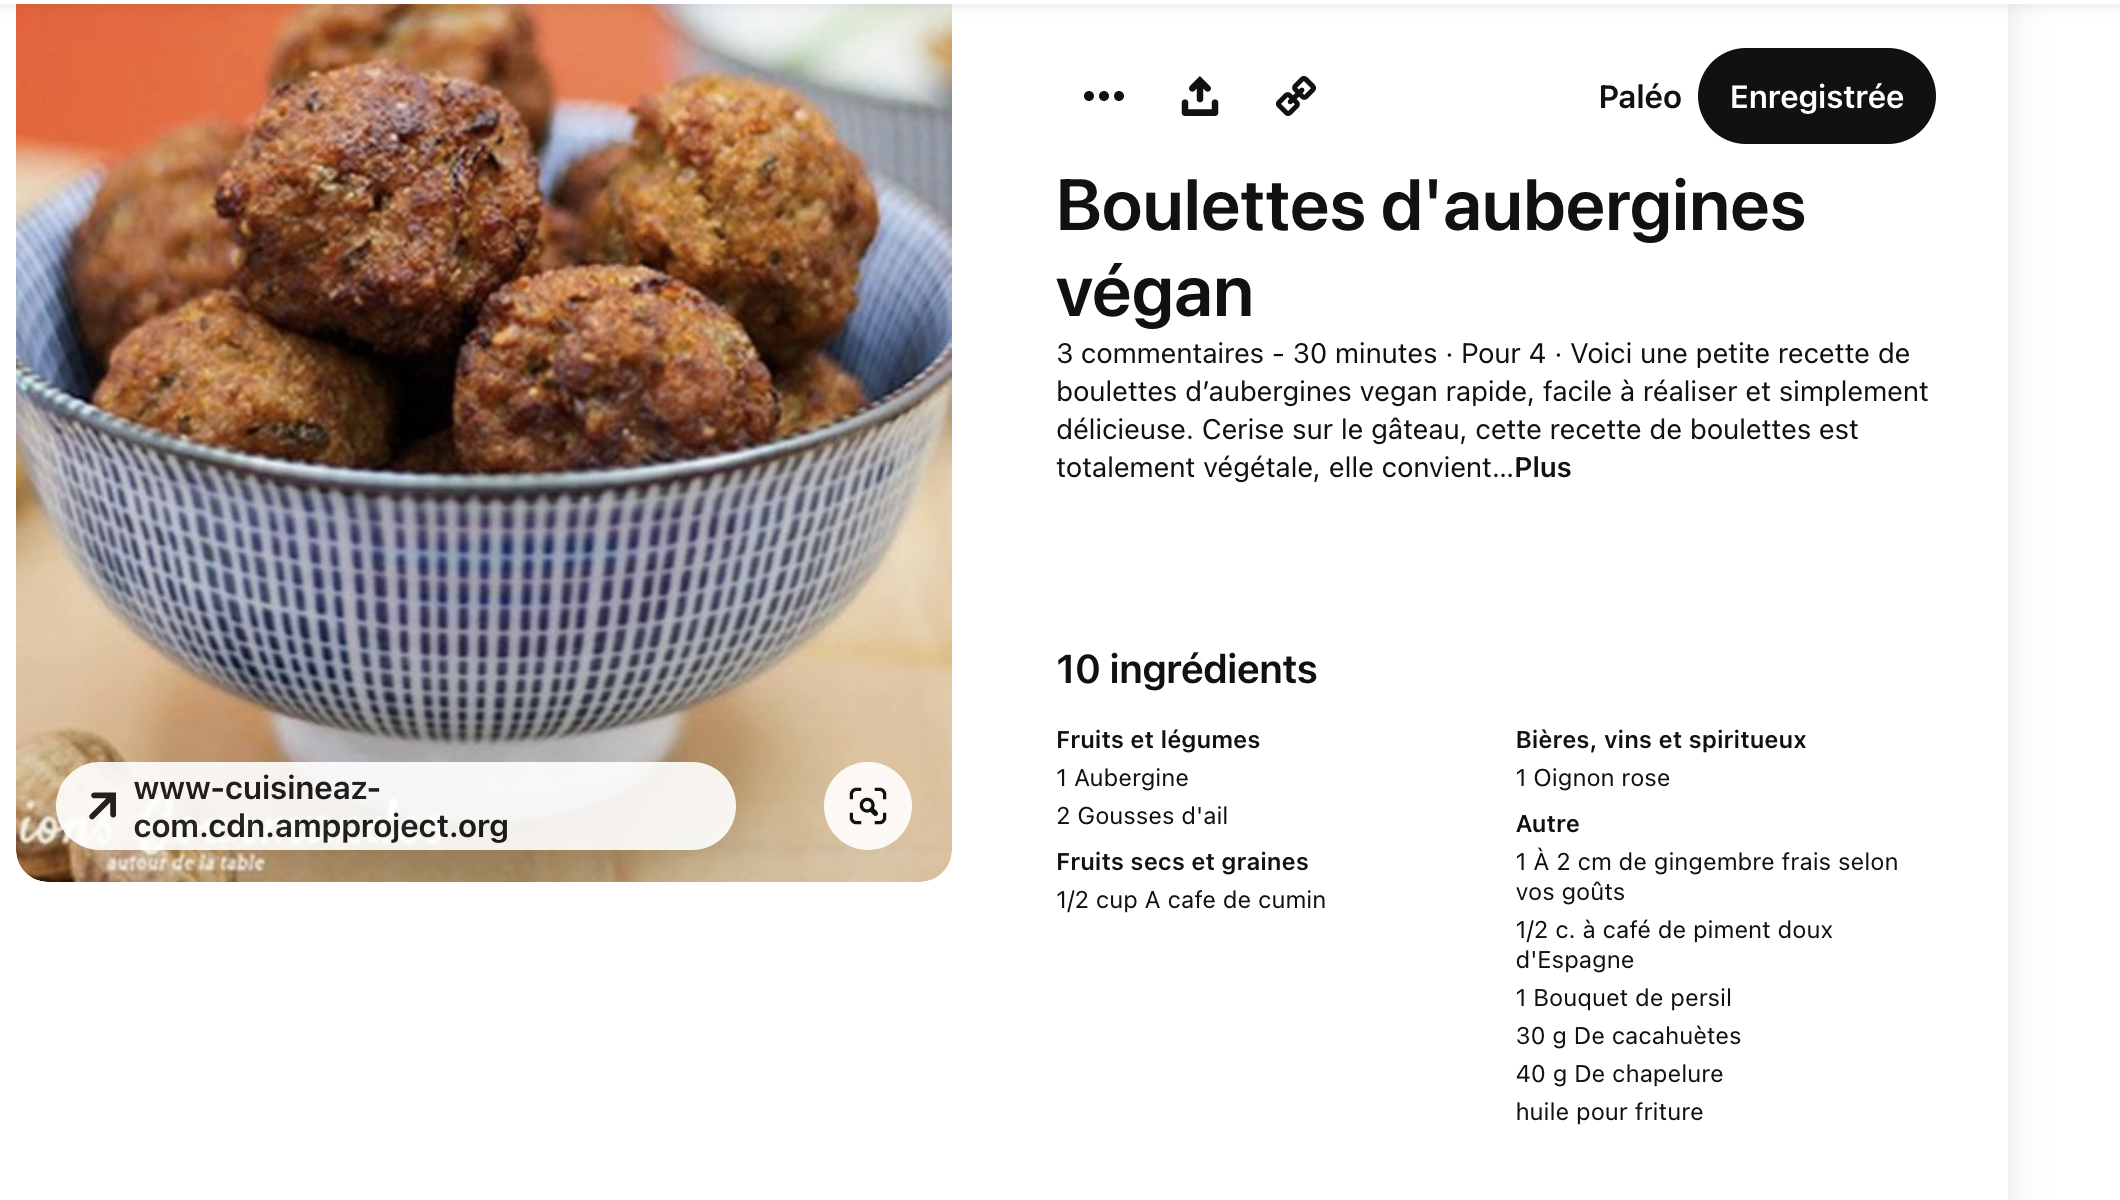 Paléo
Enregistrée
Boulettes d'aubergines
végan
3 commentaires - 30 minutes · Pour 4 · Voici une petite recette de
boulettes d’aubergines vegan rapide, facile à réaliser et simplement
délicieuse. Cerise sur le gâteau, cette recette de boulettes est
totalement végétale, elle convient...Plus
10 ingrédients
Fruits et légumes
1 Aubergine
2 Gousses d'ail
Fruits secs et graines
1/2 cup A cafe de cumin
Bières, vins et spiritueux
1 Oignon rose
Autre
1 À 2 cm de gingembre frais selon
vos goûts
1/2 c. à café de piment doux
d'Espagne
1 Bouquet de persil
30 g De cacahuètes
40 g De chapelure
huile pour friture
www-cuisineaz-
com.cdn.ampproject.org
autour de la table